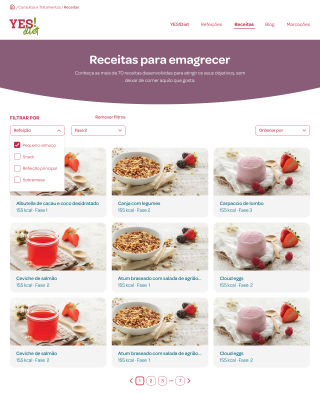 / Consultas e Tratamentos / Receitas
YES!
diet
YES!Diet
Refeições
Receitas
Blog
Marcações
Receitas para emagrecer
Conheça as mais de 70 receitas desenvolvidas para atingir os seus objetivos, sem
deixar de comer aquilo que gosta.
FILTRAR POR
Remover filtros
Refeição
Fase 2
Ordenar por
Pequeno-almoço
Snack
Refeição principal
Sobremesa
Albutella de cacau e coco desidratado
155 kcal · Fase 1
Canja com legumes
155 kcal · Fase 2
Carpaccio de lombo
155 kcal · Fase 3
Ceviche de salmão
155 kcal · Fase 2
Atum braseado com salada de agrião...
155 kcal · Fase 1
Cloud eggs
155 kcal · Fase 2
Ceviche de salmão
155 kcal · Fase 2
Atum braseado com salada de agrião...
155 kcal · Fase 1
Cloud eggs
155 kcal · Fase 2
1 2 3 ... 7